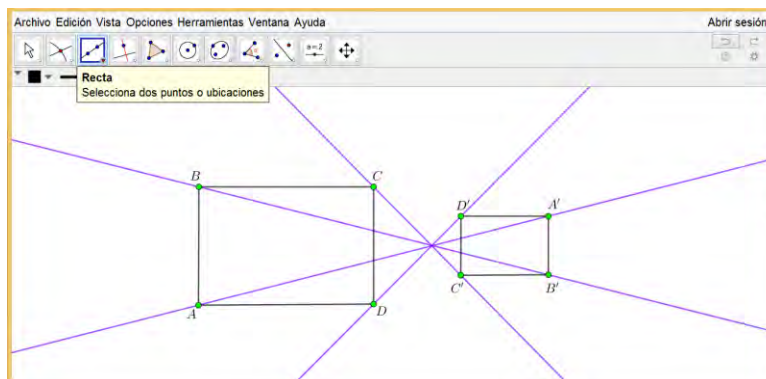 Archivo Edición Vista Opciones Herramientas Ventana Ayuda Abrir sesión
a=2
Recta
Selecciona dos puntos o ubicaciones
B C
D' A'
C' B'
A D